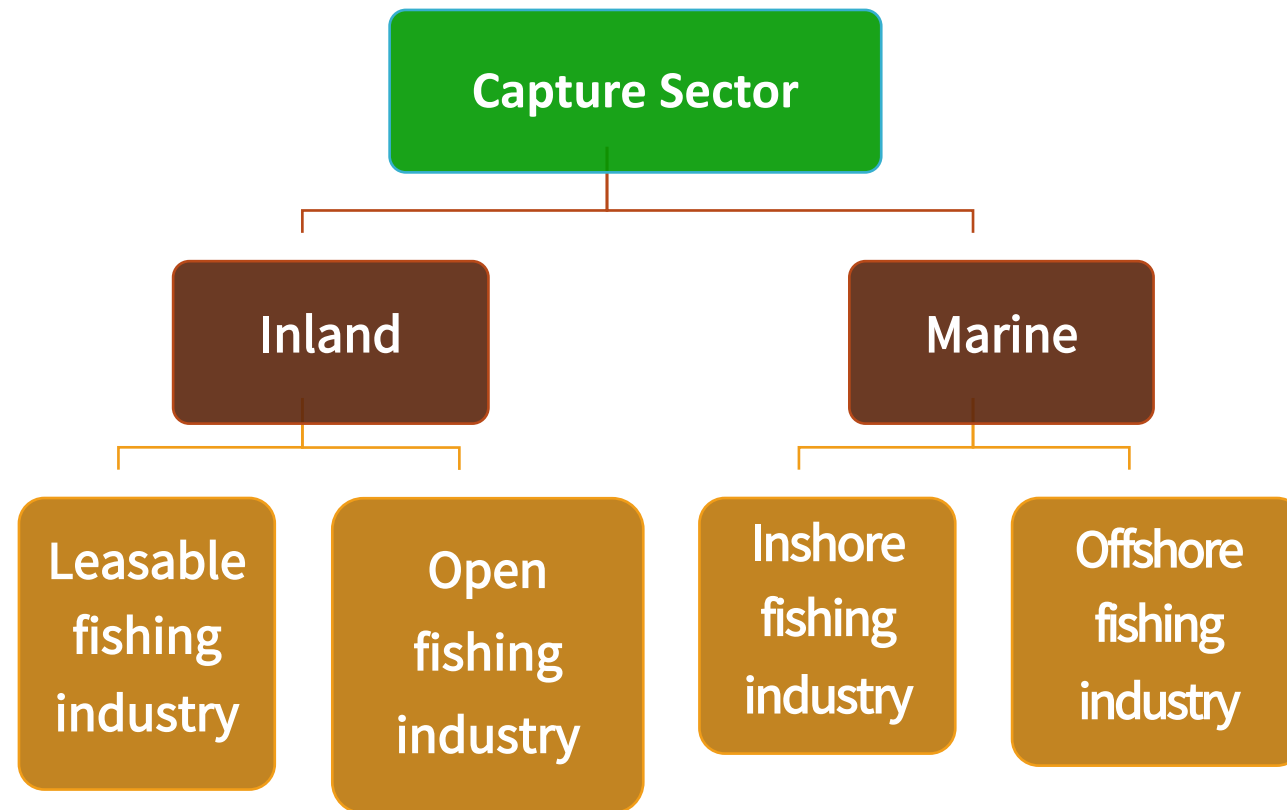 Capture Sector
Inland
Marine
Leasable
fishing
industry
Open
fishing
industry
Inshore
fishing
industry
Offshore
fishing
industry